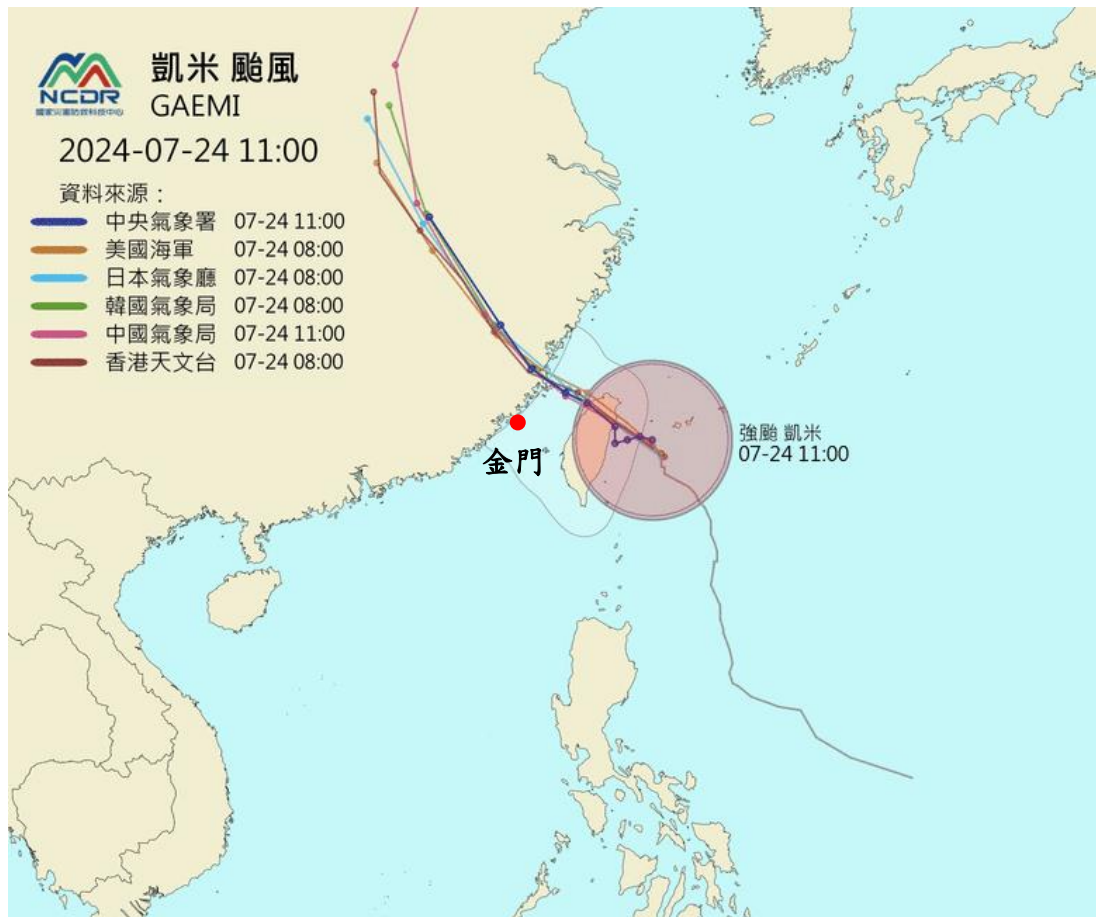 凱米 颱風
GAEMI
NCDR
國家災害防救科技中心
2024-07-24 11:00
資料來源：
中央氣象署 07-24 11:00
美國海軍 07-24 08:00
日本氣象廳 07-24 08:00
韓國氣象局 07-24 08:00
中國氣象局 07-24 11:00
香港天文台 07-24 08:00
強颱 凱米
07-24 11:00
金門